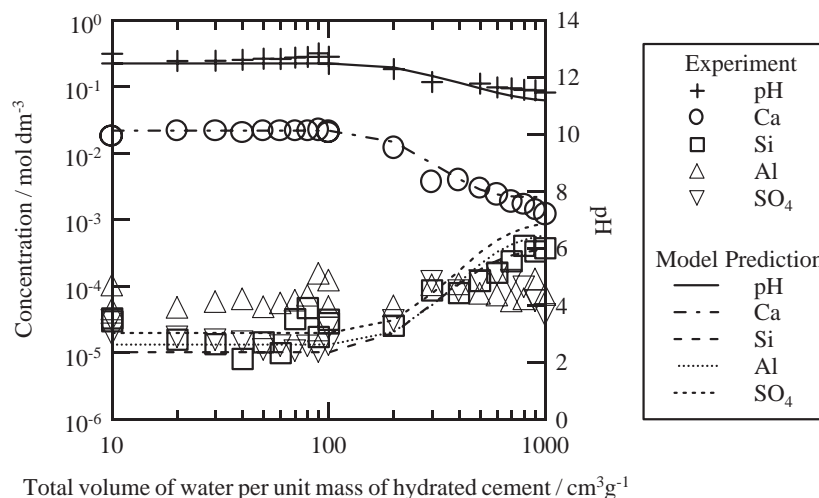 10^0
10^-1
10^-2
10^-3
10^-4
10^-5
10^-6
Concentration / mol dm^-3
14
12
10
8
6
4
2
0
pH
10
100
1000
Total volume of water per unit mass of hydrated cement / cm^3g^-1
Experiment
pH
Ca
Si
Al
SO4
Model Prediction
pH
Ca
Si
Al
SO4